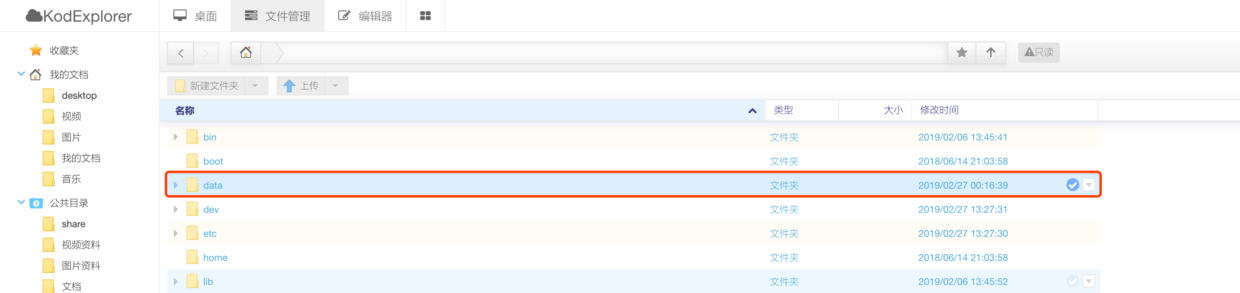 KodExplorer 桌面 文件管理 编辑器
收藏夹
我的文档
desktop
视频
图片
我的文档
音乐
公共目录
share
视频资料
图片资料
文档
只读
新建文件夹 上传
名称 类型 大小 修改时间
bin 文件夹 2019/02/06 13:45:41
boot 文件夹 2018/06/14 21:03:58
data 文件夹 2019/02/27 00:16:39
dev 文件夹 2019/02/27 13:27:31
etc 文件夹 2019/02/27 13:27:30
home 文件夹 2018/06/14 21:03:58
lib 文件夹 2019/02/06 13:45:52